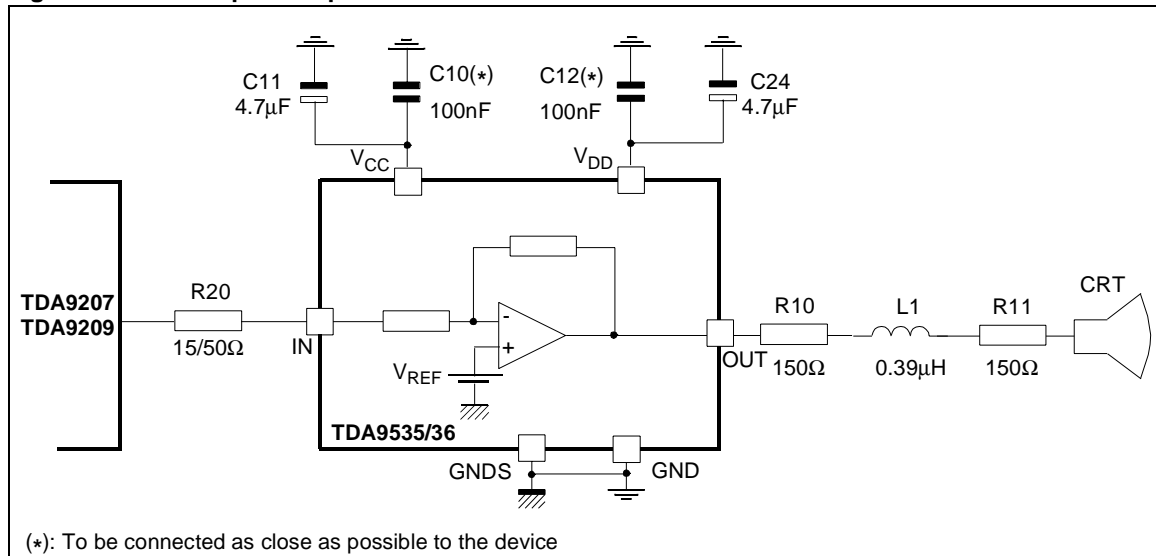 C11
4.7µF
C10(*)
100nF
C12(*)
100nF
C24
4.7µF
VCC
VDD
TDA9207
TDA9209
R20
15/50Ω
IN
-
+
VREF
TDA9535/36
OUT
R10
150Ω
L1
0.39µH
R11
150Ω
CRT
GNDS
GND
(*): To be connected as close as possible to the device